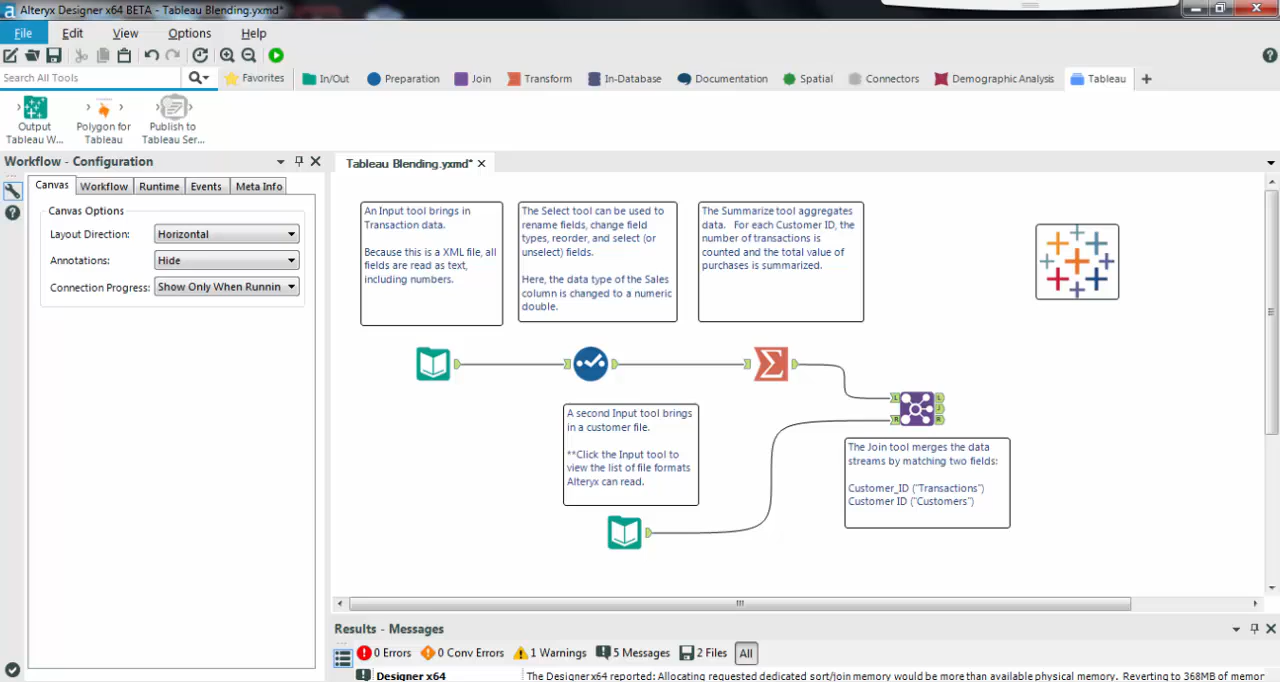 Alteryx Designer x64 BETA - Tableau Blending.yxmd*
File Edit View Options Help
Search All Tools
Favorites In/Out Preparation Join Transform In-Database Documentation Spatial Connectors Demographic Analysis Tableau
Output Tableau W...
Polygon for Tableau
Publish to Tableau Ser...
Workflow - Configuration
Tableau Blending.yxmd*
Canvas Workflow Runtime Events Meta Info
Canvas Options
Layout Direction: Horizontal
Annotations: Hide
Connection Progress: Show Only When Runnin
An Input tool brings in
Transaction data.
Because this is a XML file, all
fields are read as text,
including numbers.
The Select tool can be used to
rename fields, change field
types, reorder, and select (or
unselect) fields.
Here, the data type of the Sales
column is changed to a numeric
double.
The Summarize tool aggregates
data. For each Customer ID, the
number of transactions is
counted and the total value of
purchases is summarized.
A second Input tool brings
in a customer file.
**Click the Input tool to
view the list of file formats
Alteryx can read.
L
R
L
J
R
The Join tool merges the data
streams by matching two fields:
Customer_ID ("Transactions")
Customer ID ("Customers")
Results - Messages
0 Errors 0 Conv Errors 1 Warnings 5 Messages 2 Files All
Designer x64 The Designer x64 reported: Allocating requested dedicated sort/join memory would be more than available physical memory. Reverting to 368MB of memor